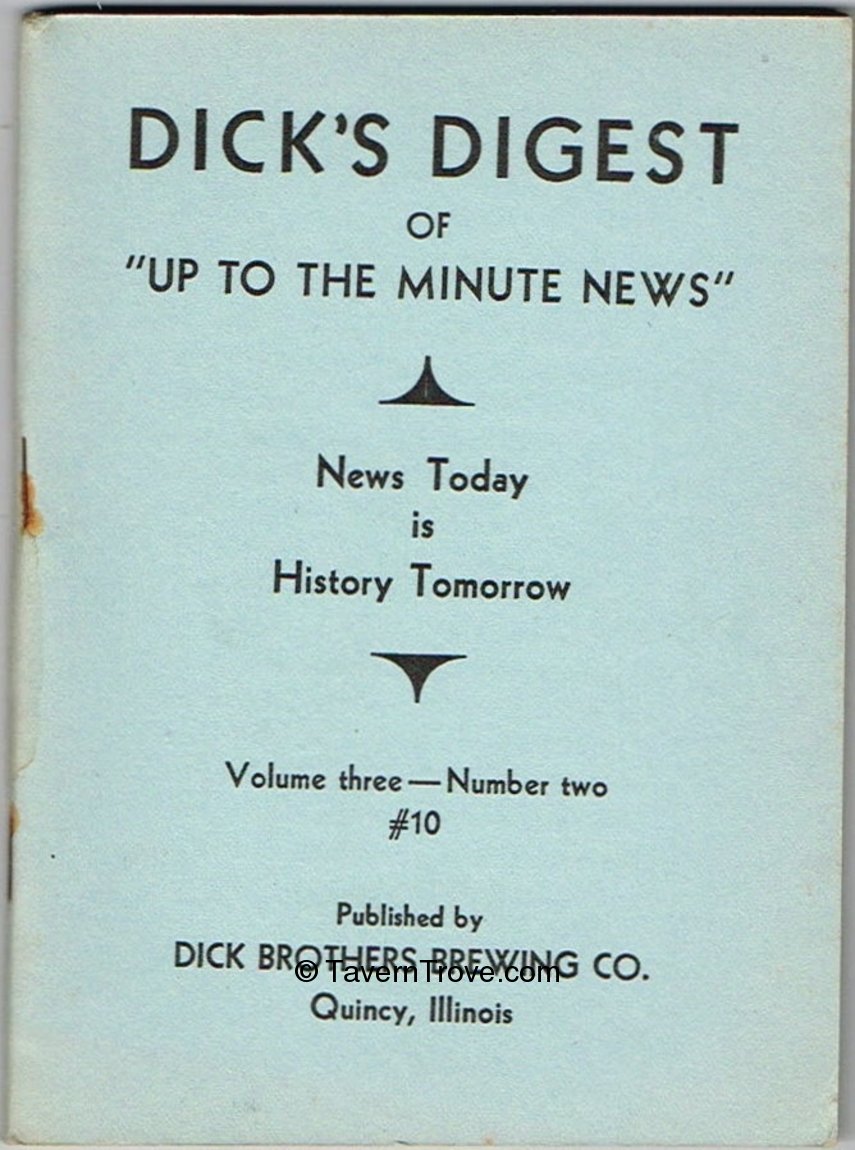 DICK'S DIGEST
OF
"UP TO THE MINUTE NEWS"
News Today
is
History Tomorrow
Volume three — Number two
#10
Published by
DICK BROTHERS BREWING CO.
© TavernTrove.com
Quincy, Illinois